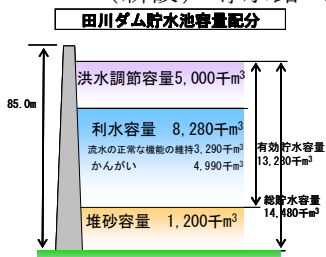 田川ダム貯水池容量配分
洪水調節容量5,000千m³
85.0m
利水容量 8,280千m³
流水の正常な機能の維持3,290千m³
かんがい 4,990千m³
有効貯水容量
13,280千m³
総貯水容量
14,480千m³
堆砂容量 1,200千m³